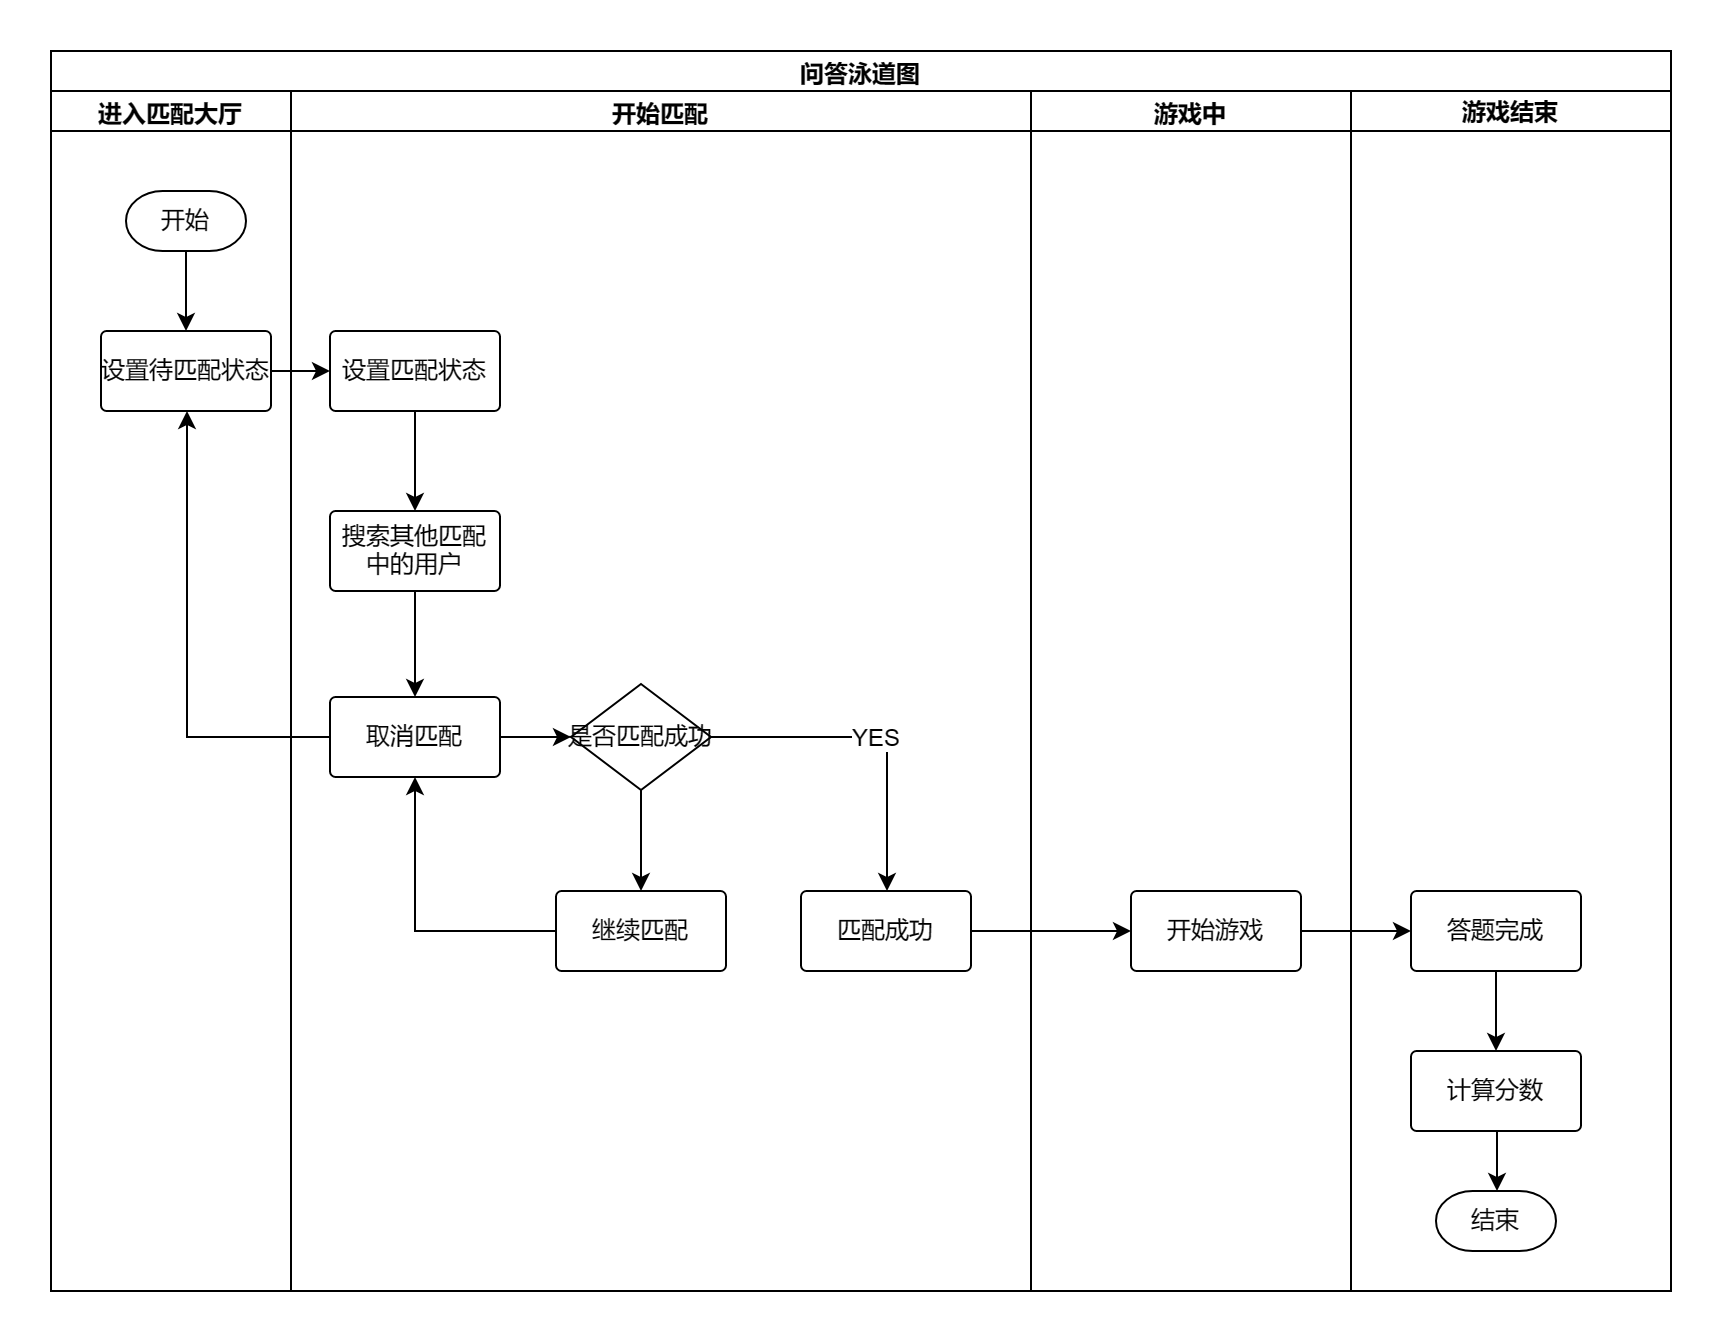 问答泳道图
进入匹配大厅
开始匹配
游戏中
游戏结束
开始
设置待匹配状态
设置匹配状态
搜索其他匹配
中的用户
取消匹配
是否匹配成功
YES
继续匹配
匹配成功
开始游戏
答题完成
计算分数
结束